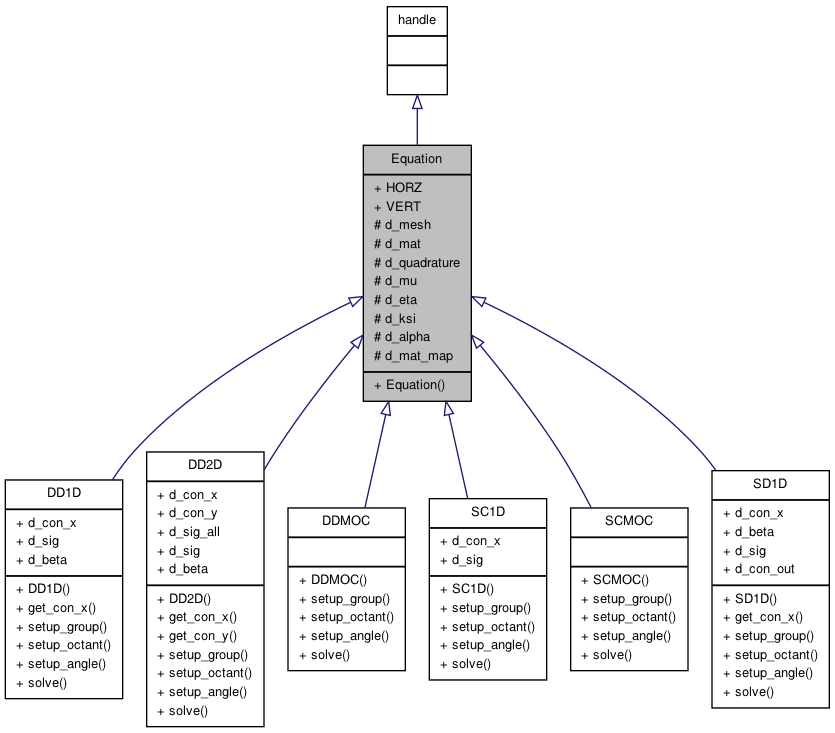 handle
Equation
+ HORZ
+ VERT
# d_mesh
# d_mat
# d_quadrature
# d_mu
# d_eta
# d_ksi
# d_alpha
# d_mat_map
+ Equation()
DD1D
+ d_con_x
+ d_sig
+ d_beta
+ DD1D()
+ get_con_x()
+ setup_group()
+ setup_octant()
+ setup_angle()
+ solve()
DD2D
+ d_con_x
+ d_con_y
+ d_sig_all
+ d_sig
+ d_beta
+ DD2D()
+ get_con_x()
+ get_con_y()
+ setup_group()
+ setup_octant()
+ setup_angle()
+ solve()
DDMOC
+ DDMOC()
+ setup_group()
+ setup_octant()
+ setup_angle()
+ solve()
SC1D
+ d_con_x
+ d_sig
+ SC1D()
+ setup_group()
+ setup_octant()
+ setup_angle()
+ solve()
SCMOC
+ SCMOC()
+ setup_group()
+ setup_octant()
+ setup_angle()
+ solve()
SD1D
+ d_con_x
+ d_beta
+ d_sig
+ d_con_out
+ SD1D()
+ get_con_x()
+ setup_group()
+ setup_octant()
+ setup_angle()
+ solve()